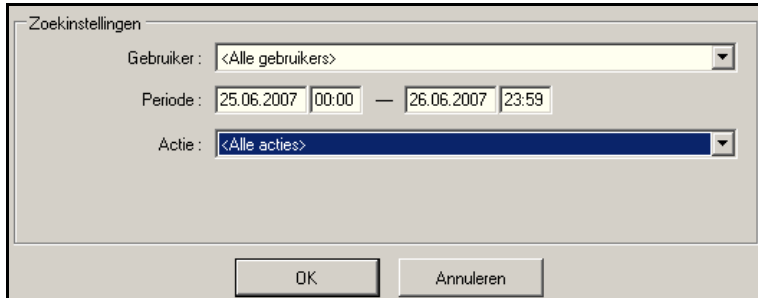 Zoekinstellingen
Gebruiker : <Alle gebruikers>
Periode : 25.06.2007 00:00 — 26.06.2007 23:59
Actie : <Alle acties>
OK Annuleren